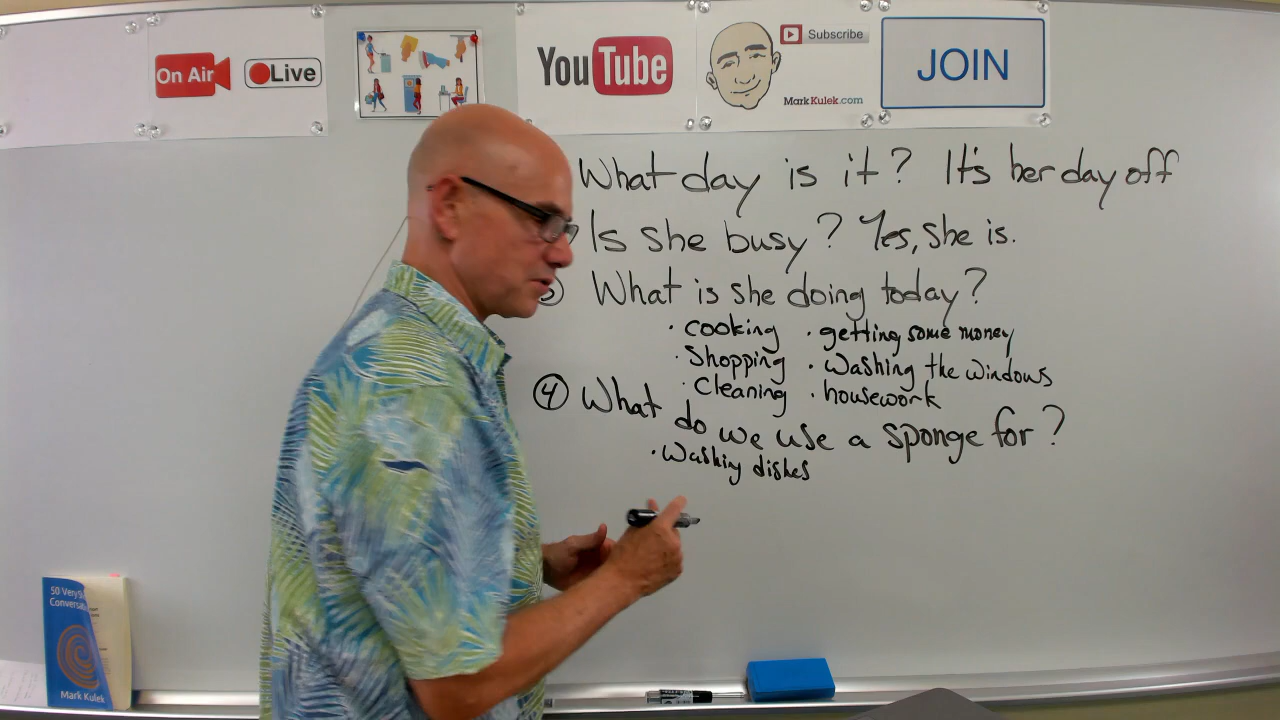 On Air
Live
YouTube
Subscribe
MarkKulek.com
JOIN
What day is it? It's her day off
Is she busy? Yes, she is.
What is she doing today?
· cooking · getting some money
· Shopping · Washing the windows
· Cleaning · housework
④ What do we use a sponge for?
· Washing dishes
50 Very
Conversa
Mark Kulek